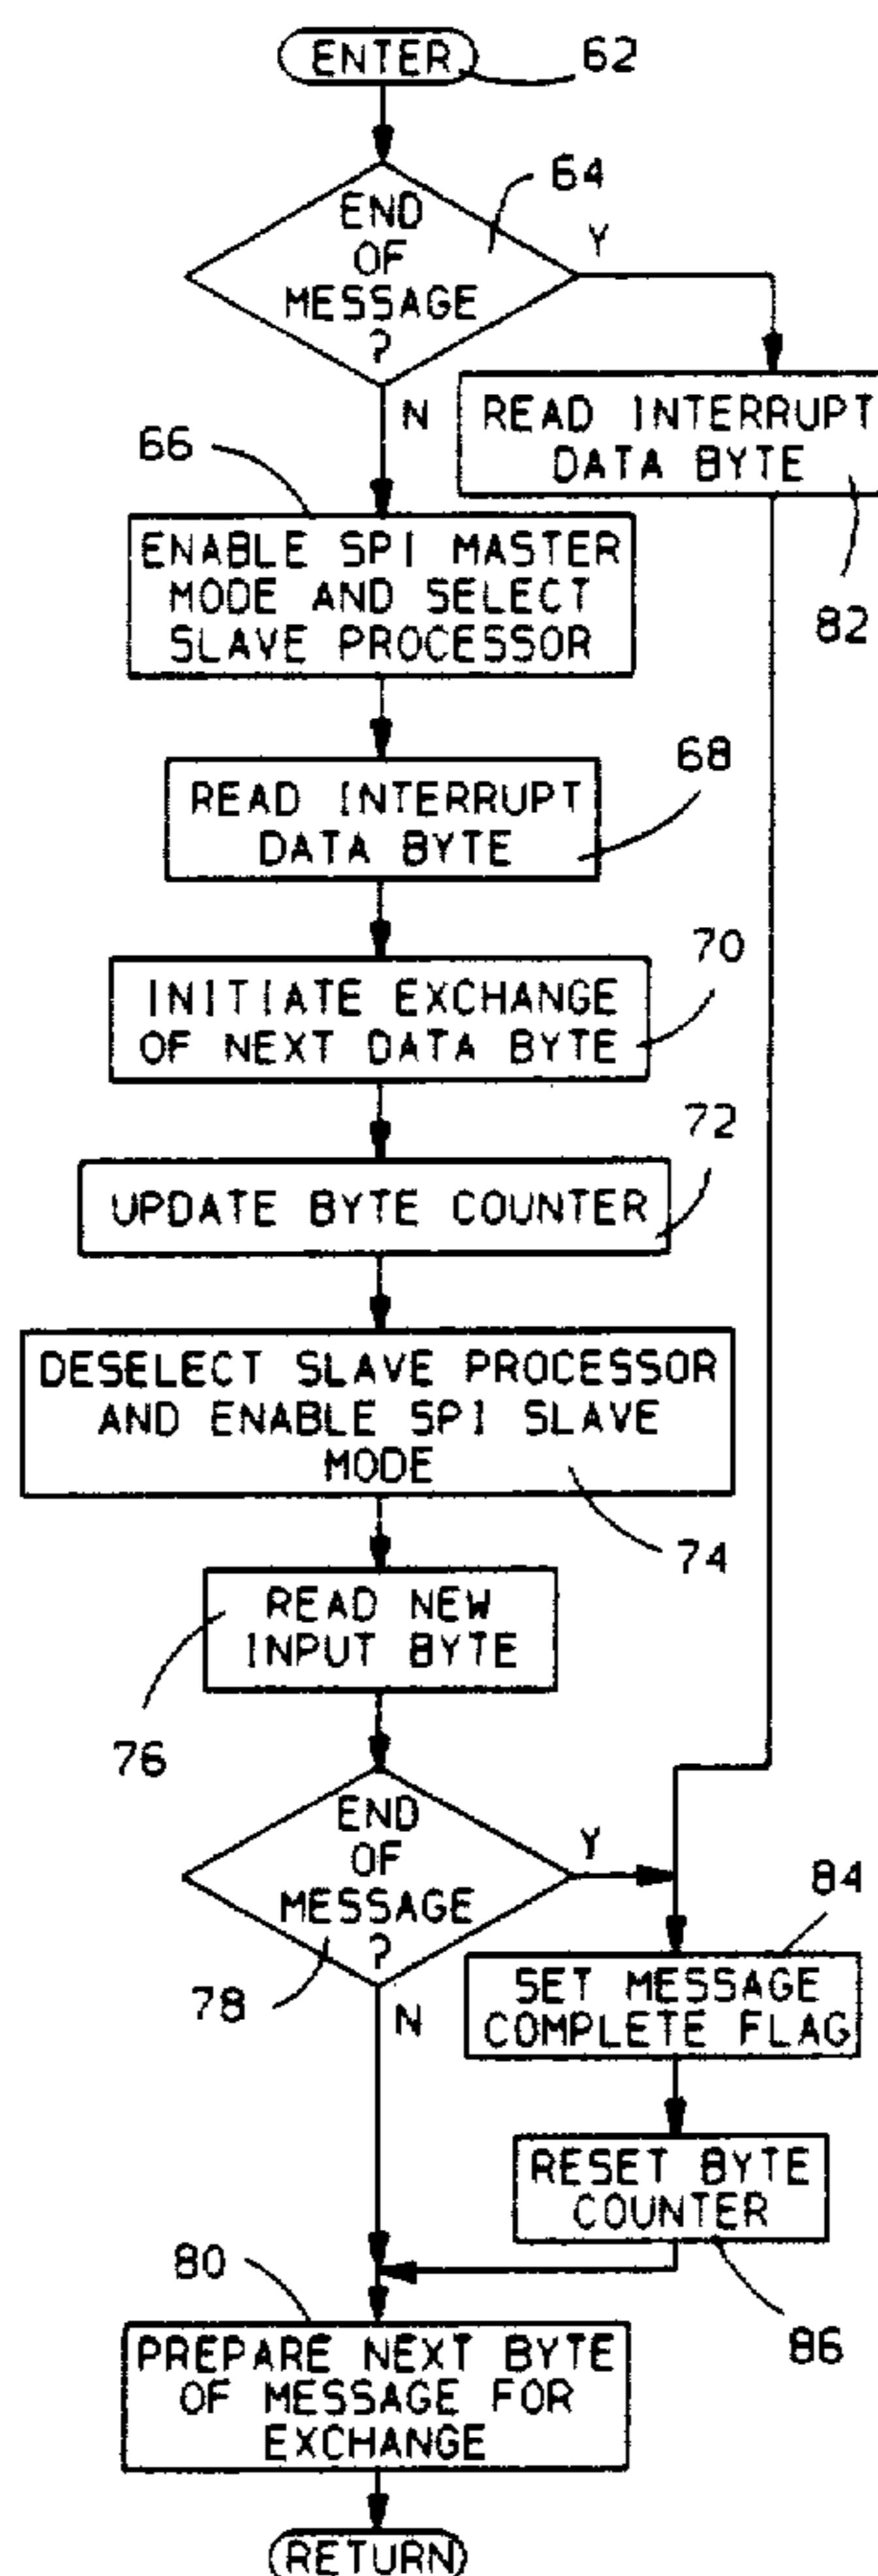 ENTER
62
64
END
OF
MESSAGE
?
Y
N
READ INTERRUPT
DATA BYTE
82
66
ENABLE SPI MASTER
MODE AND SELECT
SLAVE PROCESSOR
68
READ INTERRUPT
DATA BYTE
70
INITIATE EXCHANGE
OF NEXT DATA BYTE
72
UPDATE BYTE COUNTER
DESELECT SLAVE PROCESSOR
AND ENABLE SPI SLAVE
MODE
74
READ NEW
INPUT BYTE
76
END
OF
MESSAGE
?
Y
78
N
84
SET MESSAGE
COMPLETE FLAG
RESET BYTE
COUNTER
86
80
PREPARE NEXT BYTE
OF MESSAGE FOR
EXCHANGE
RETURN